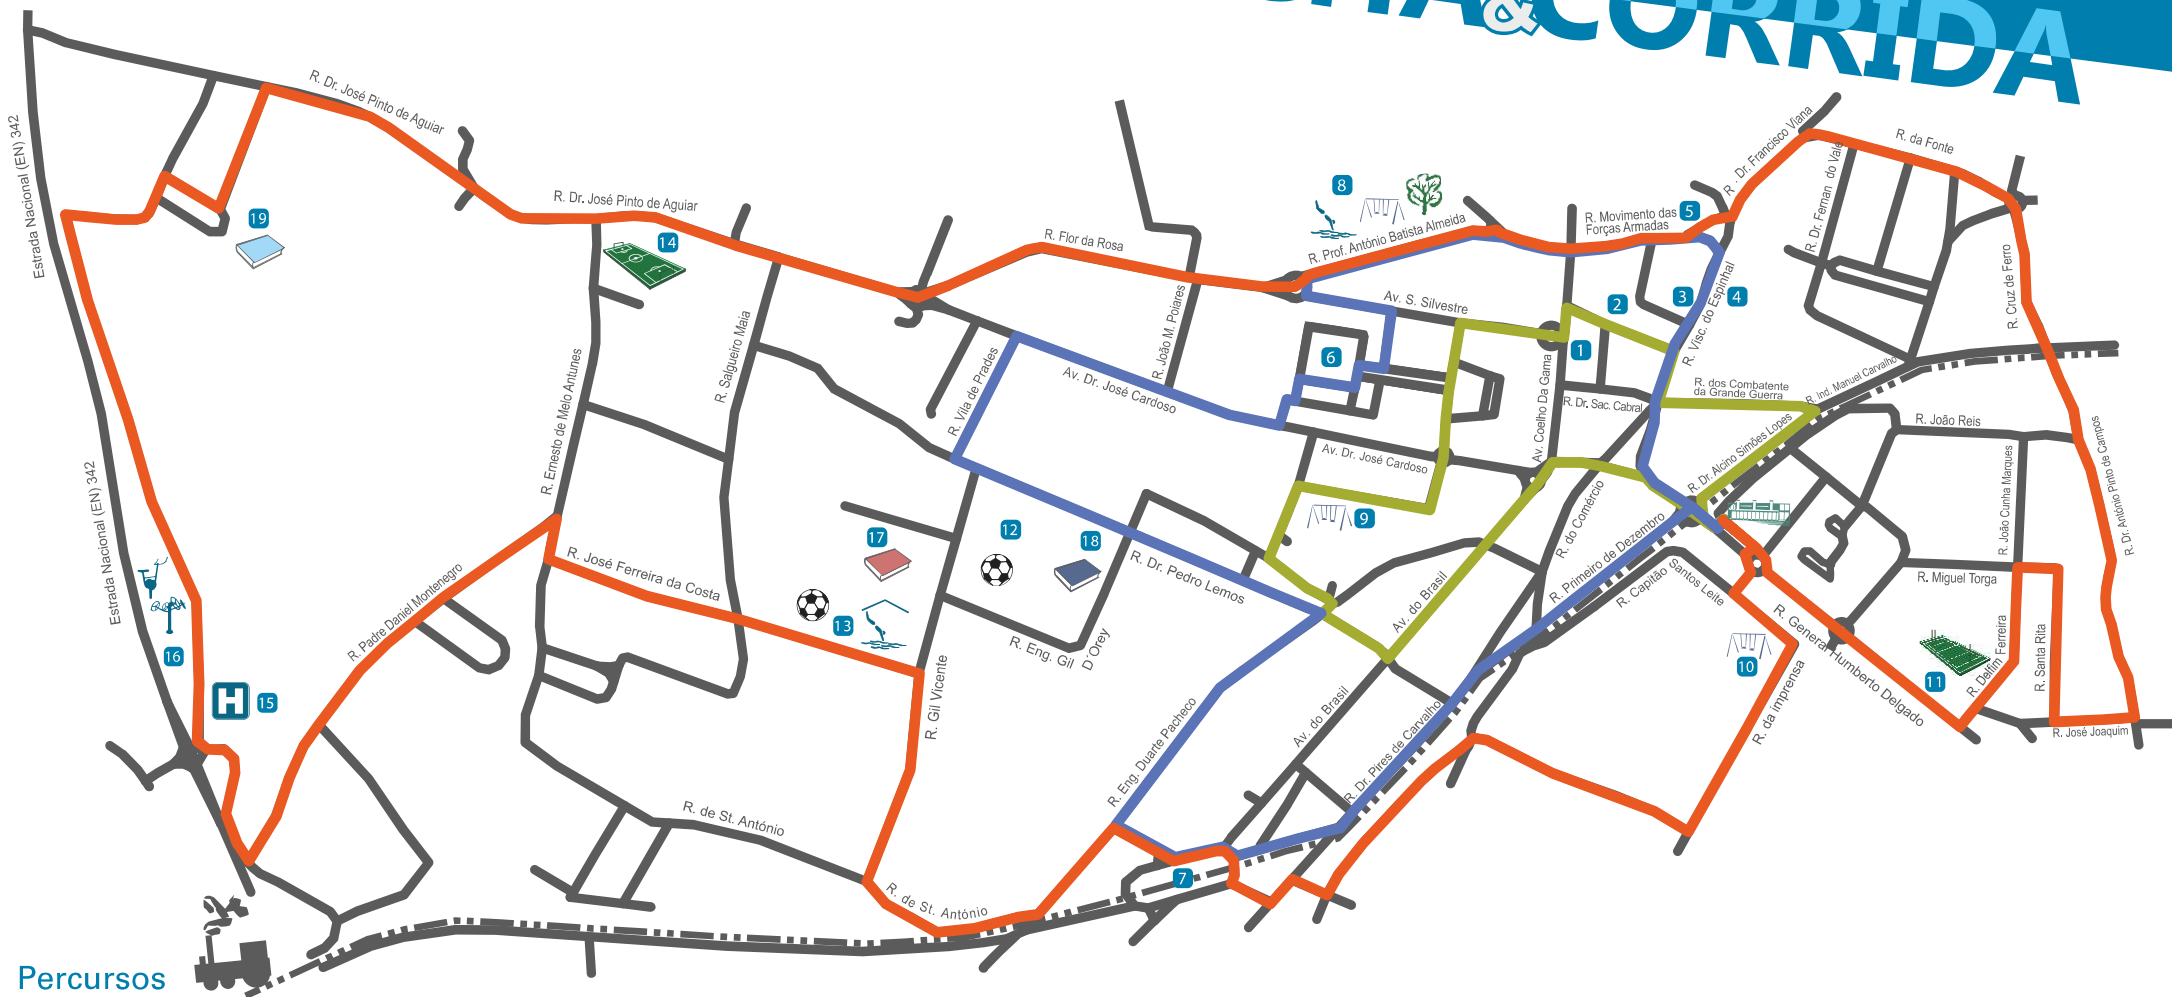 &CORRIDA
R. Dr. José Pinto de Aguiar
Estrada Nacional (EN) 342
19
R. Dr. José Pinto de Aguiar
14
R. Flor da Rosa
8
R. Prof. António Batista Almeida
R. Movimento das
Forças Armadas
5
R . Dr. Francisco Viana
R. da Fonte
R. Dr. Fernan do Vale
R. Cruz de Ferro
R. João M. Poiares
Av. S. Silvestre
2
3
4
R. Visc. do Espinhal
6
1
R. Salgueiro Maia
R. Vila de Prades
Av. Dr. José Cardoso
Av. Coelho Da Gama
R. Dr. Sac. Cabral
R. dos Combatente
da Grande Guerra
R. Ind. Manuel Carvalho
R. João Reis
R. Ernesto de Melo Antunes
Av. Dr. José Cardoso
R. Dr. Alcino Simões Lopes
R. João Cunha Marques
R. Dr. António Pinto de Campos
Estrada Nacional (EN) 342
9
R. do Comércio
R. Primeiro de Dezembro
17
12
18
R. José Ferreira da Costa
R. Dr. Pedro Lemos
R. Padre Daniel Montenegro
13
Av. do Brasil
R. Capitão Santos Leite
R. Miguel Torga
R. General Humberto Delgado
R. Eng. Gil D´Orey
16
10
11
R. Delfim Ferreira
R. Santa Rita
15
R. Gil Vicente
R. Eng. Duarte Pacheco
Av. do Brasil
R. Dr. Pires de Carvalho
R. da imprensa
R. José Joaquim
R. de St. António
7
R. de St. António
Percursos